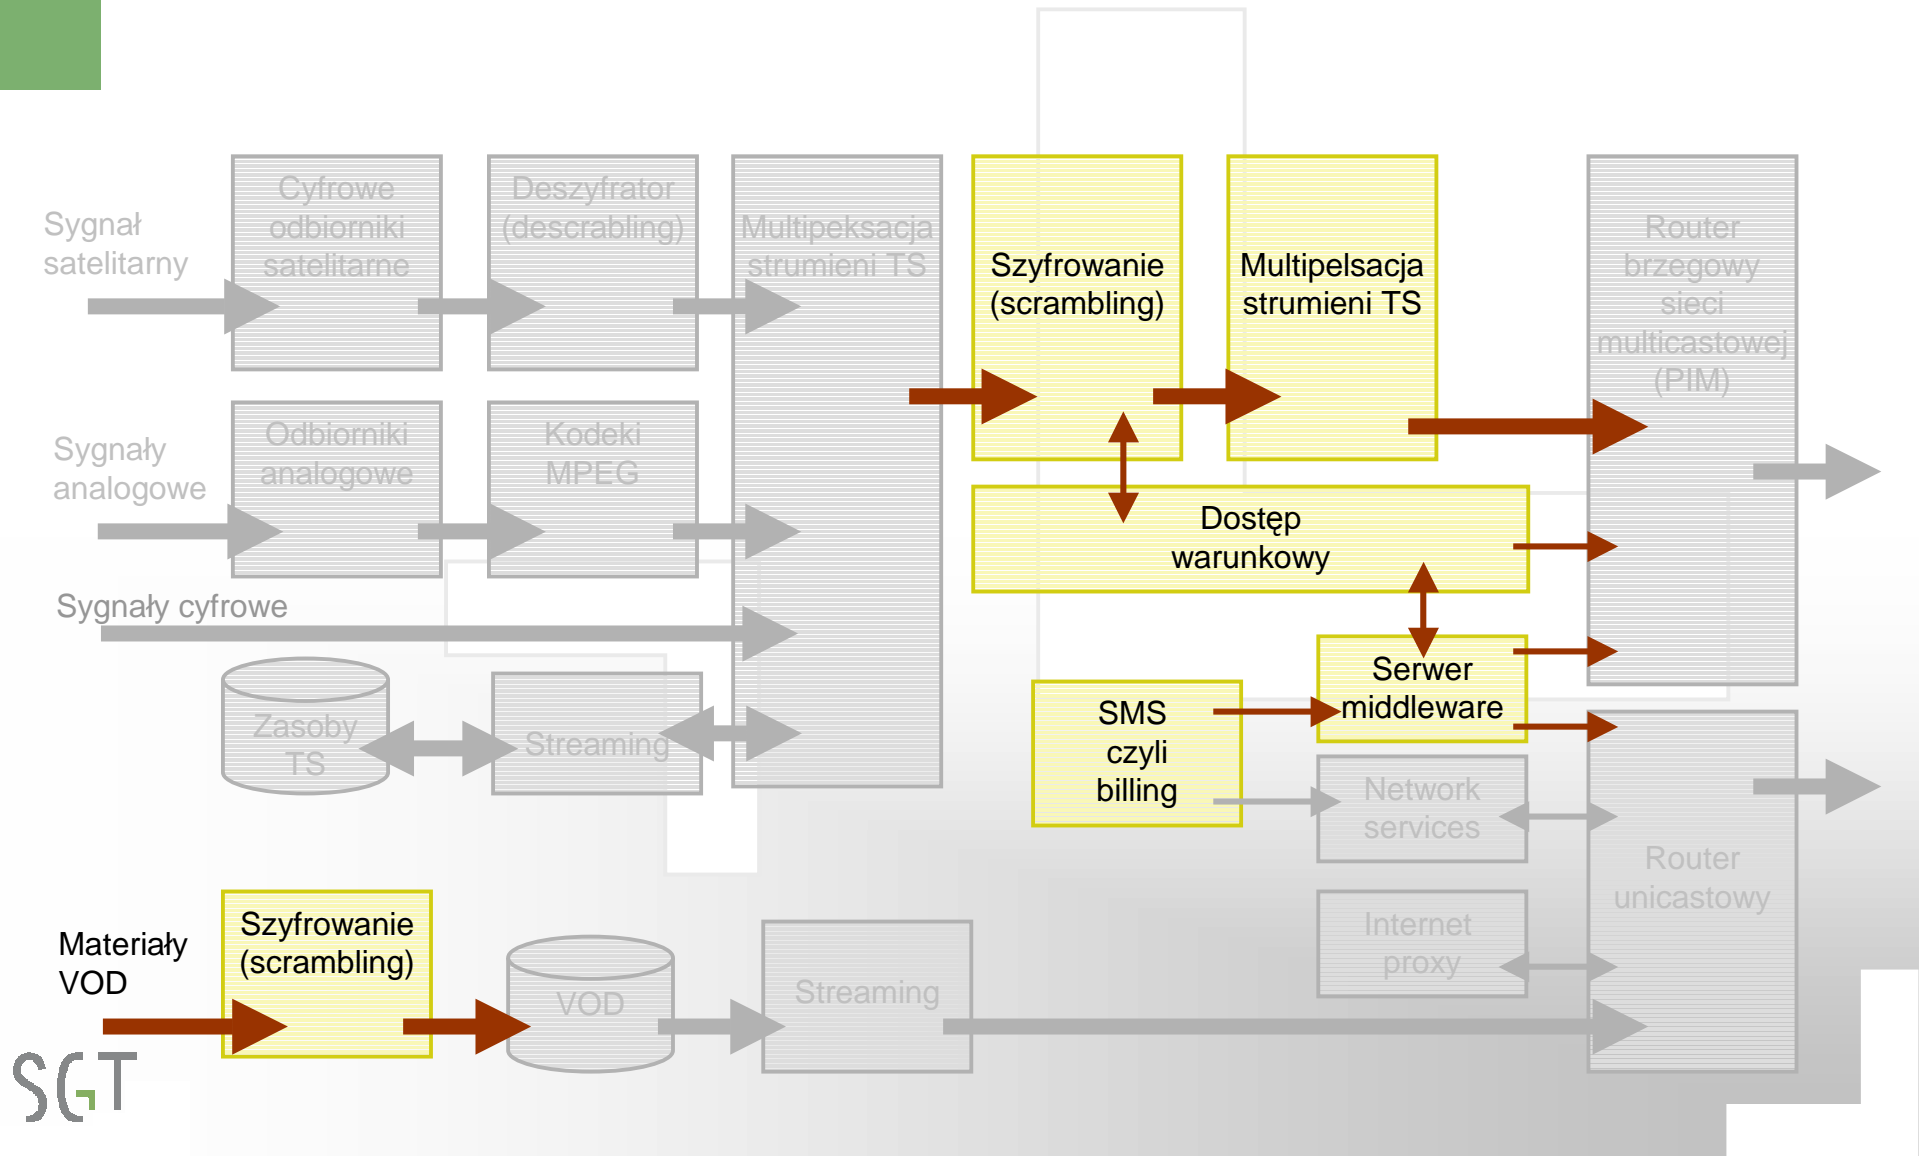 Sygnał
satelitarny
Cyfrowe
odbiorniki
satelitarne
Deszyfrator
(descrabling)
Multipeksacja
strumieni TS
Szyfrowanie
(scrambling)
Multipelsacja
strumieni TS
Router
brzegowy
sieci
multicastowej
(PIM)
Sygnały
analogowe
Odbiorniki
analogowe
Kodeki
MPEG
Dostęp
warunkowy
Sygnały cyfrowe
Zasoby
TS
Streaming
SMS
czyli
billing
Serwer
middleware
Network
services
Router
unicastowy
Internet
proxy
Materiały
VOD
Szyfrowanie
(scrambling)
VOD
Streaming
SGT